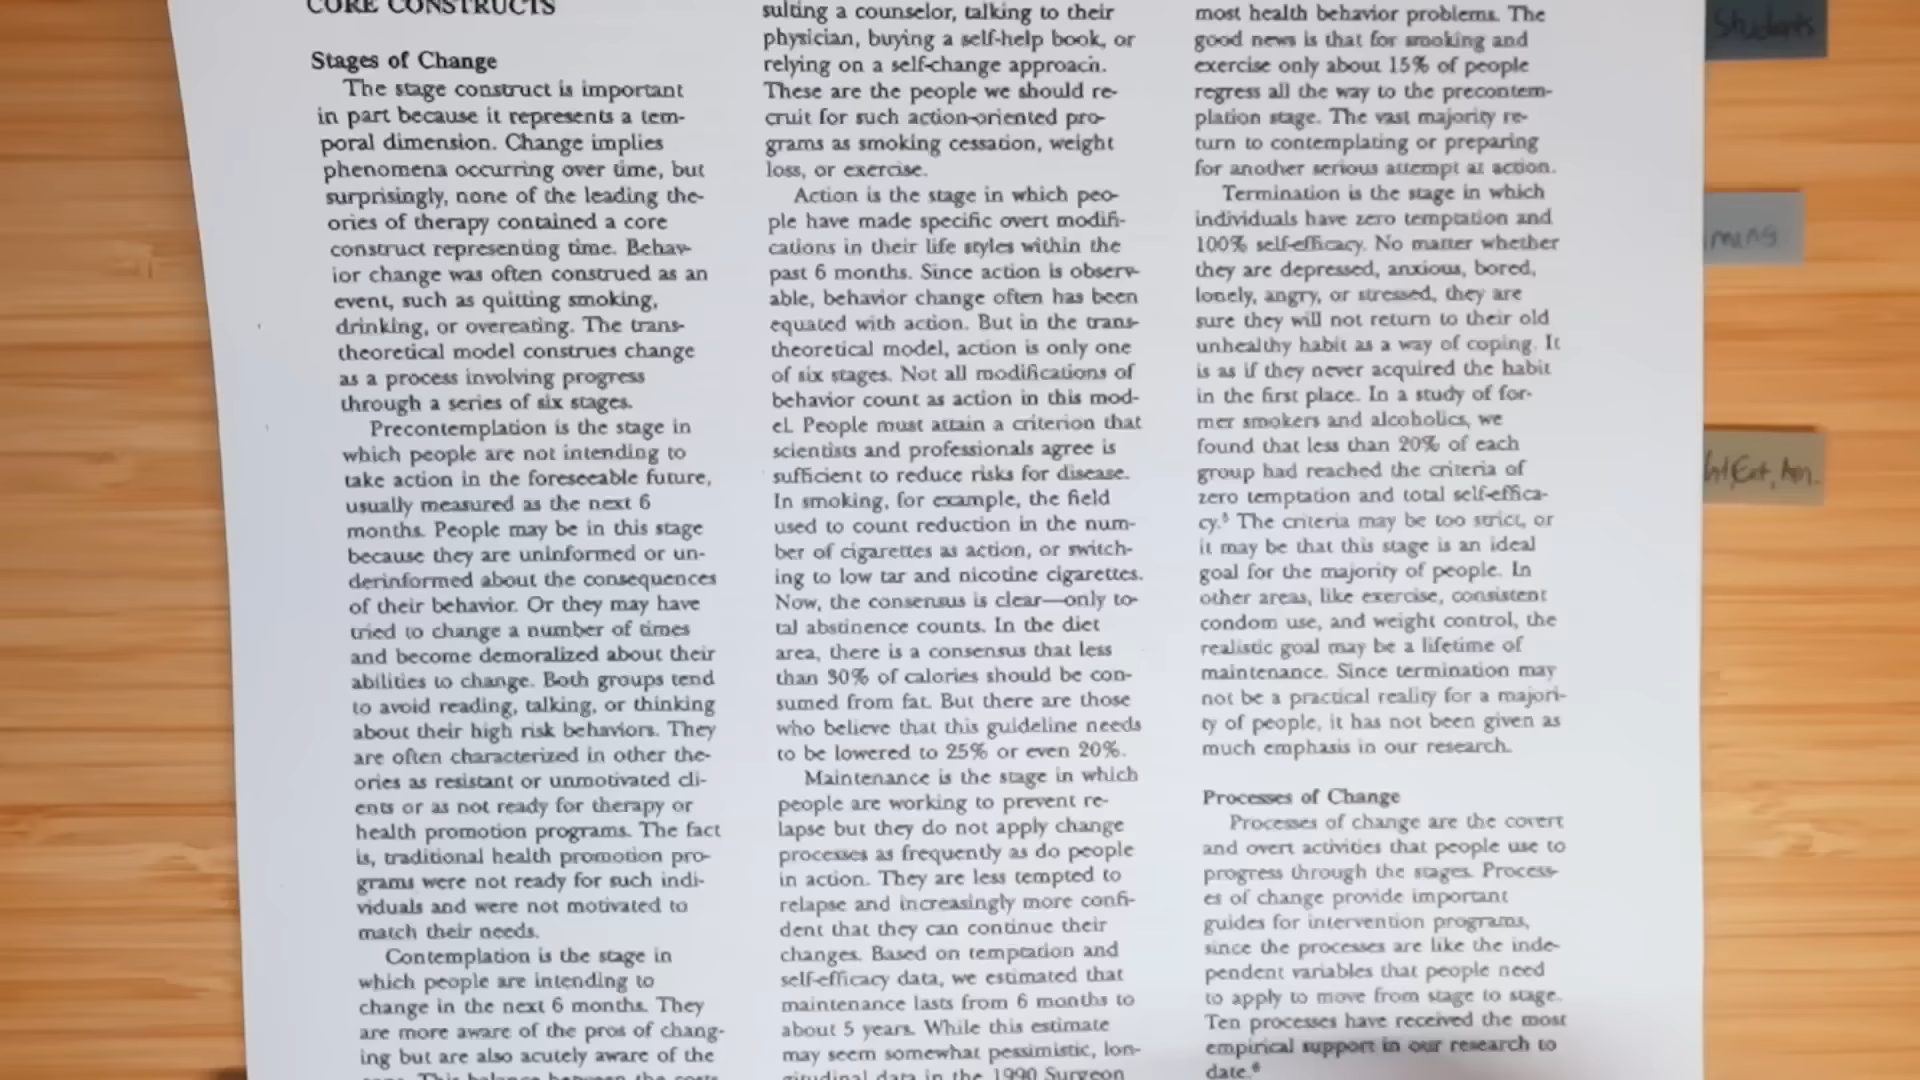 CORE CONSTRUCTS
Stages of Change
The stage construct is important
in part because it represents a tem-
poral dimension. Change implies
phenomena occurring over time, but
surprisingly, none of the leading the-
ories of therapy contained a core
construct representing time. Behav-
ior change was often construed as an
event, such as quitting smoking,
drinking, or overeating. The trans-
theoretical model construes change
as a process involving progress
through a series of six stages.
Precontemplation is the stage in
which people are not intending to
take action in the foreseeable future,
usually measured as the next 6
months. People may be in this stage
because they are uninformed or un-
derinformed about the consequences
of their behavior. Or they may have
tried to change a number of times
and become demoralized about their
abilities to change. Both groups tend
to avoid reading, talking, or thinking
about their high risk behaviors. They
are often characterized in other the-
ories as resistant or unmotivated cli-
ents or as not ready for therapy or
health promotion programs. The fact
is, traditional health promotion pro-
grams were not ready for such indi-
viduals and were not motivated to
match their needs.
Contemplation is the stage in
which people are intending to
change in the next 6 months. They
are more aware of the pros of chang-
ing but are also acutely aware of the
sulting a counselor, talking to their
physician, buying a self-help book, or
relying on a self-change approach.
These are the people we should re-
cruit for such action-oriented pro-
grams as smoking cessation, weight
loss, or exercise.
Action is the stage in which peo-
ple have made specific overt modifi-
cations in their life styles within the
past 6 months. Since action is observ-
able, behavior change often has been
equated with action. But in the trans-
theoretical model, action is only one
of six stages. Not all modifications of
behavior count as action in this mod-
el. People must attain a criterion that
scientists and professionals agree is
sufficient to reduce risks for disease.
In smoking, for example, the field
used to count reduction in the num-
ber of cigarettes as action, or switch-
ing to low tar and nicotine cigarettes.
Now, the consensus is clear—only to-
tal abstinence counts. In the diet
area, there is a consensus that less
than 30% of calories should be con-
sumed from fat. But there are those
who believe that this guideline needs
to be lowered to 25% or even 20%.
Maintenance is the stage in which
people are working to prevent re-
lapse but they do not apply change
processes as frequently as do people
in action. They are less tempted to
relapse and increasingly more confi-
dent that they can continue their
changes. Based on temptation and
self-efficacy data, we estimated that
maintenance lasts from 6 months to
about 5 years. While this estimate
may seem somewhat pessimistic, lon-
gitudinal data in the 1990 Surgeon
most health behavior problems. The
good news is that for smoking and
exercise only about 15% of people
regress all the way to the precontem-
plation stage. The vast majority re-
turn to contemplating or preparing
for another serious attempt at action.
Termination is the stage in which
individuals have zero temptation and
100% self-efficacy. No matter whether
they are depressed, anxious, bored,
lonely, angry, or stressed, they are
sure they will not return to their old
unhealthy habit as a way of coping. It
is as if they never acquired the habit
in the first place. In a study of for-
mer smokers and alcoholics, we
found that less than 20% of each
group had reached the criteria of
zero temptation and total self-effica-
cy.⁵ The criteria may be too strict, or
it may be that this stage is an ideal
goal for the majority of people. In
other areas, like exercise, consistent
condom use, and weight control, the
realistic goal may be a lifetime of
maintenance. Since termination may
not be a practical reality for a majori-
ty of people, it has not been given as
much emphasis in our research.
Processes of Change
Processes of change are the covert
and overt activities that people use to
progress through the stages. Process-
es of change provide important
guides for intervention programs,
since the processes are like the inde-
pendent variables that people need
to apply to move from stage to stage.
Ten processes have received the most
empirical support in our research to
date.⁶
Students
ming